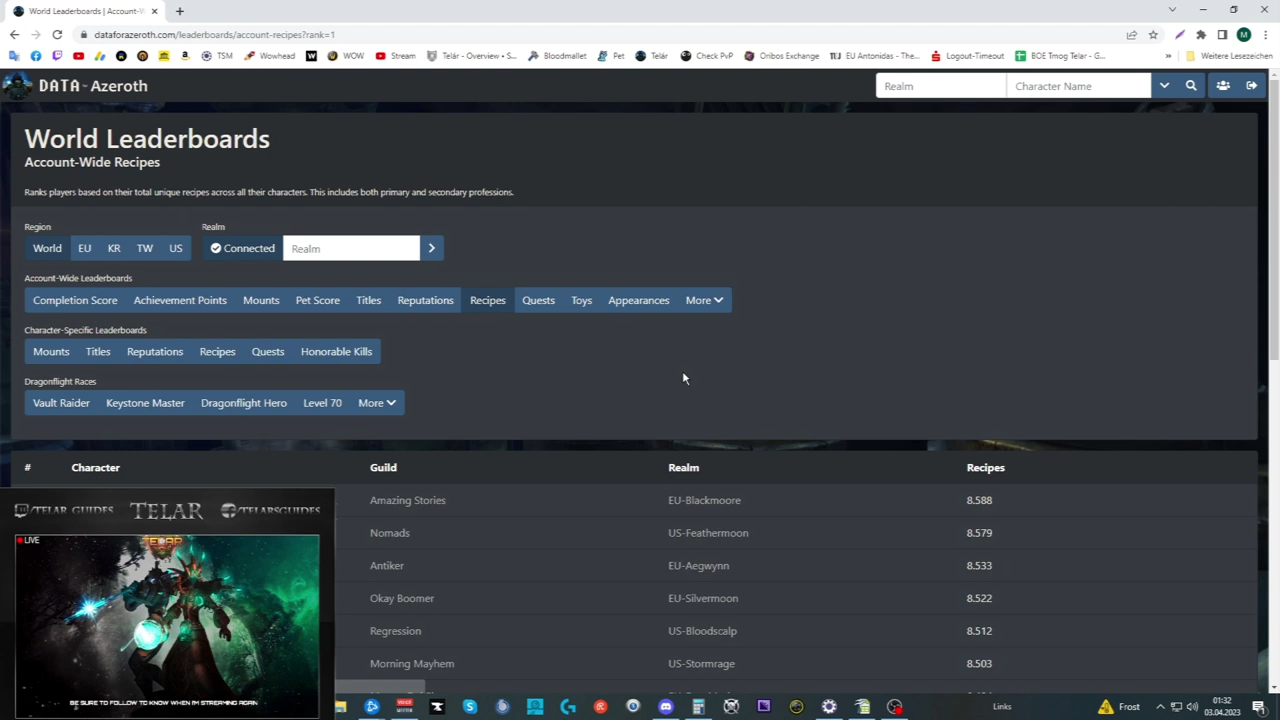 World Leaderboards | Account-W
dataforazeroth.com/leaderboards/account-recipes?rank=1
TSM
Wowhead
WOW
Stream
Telár - Overview • S...
Bloodmallet
Pet
Telár
Check PvP
Oribos Exchange
EU Antonidas – The...
Logout-Timeout
BOE Tmog Telar - G...
»
Weitere Lesezeichen
DATA for Azeroth
Realm
Character Name
World Leaderboards
Account-Wide Recipes
Ranks players based on their total unique recipes across all their characters. This includes both primary and secondary professions.
Region
Realm
World EU KR TW US
Connected
Realm
Account-Wide Leaderboards
Completion Score Achievement Points Mounts Pet Score Titles Reputations Recipes Quests Toys Appearances More
Character-Specific Leaderboards
Mounts Titles Reputations Recipes Quests Honorable Kills
Dragonflight Races
Vault Raider Keystone Master Dragonflight Hero Level 70 More
# Character Guild Realm Recipes
Amazing Stories EU-Blackmoore 8.588
Nomads US-Feathermoon 8.579
Antiker EU-Aegwynn 8.533
Okay Boomer EU-Silvermoon 8.522
Regression US-Bloodscalp 8.512
Morning Mayhem US-Stormrage 8.503
TELAR GUIDES
TELAR
TELARSGUIDES
LIVE
TELAR
BE SURE TO FOLLOW TO KNOW WHEN I'M STREAMING AGAIN
Frost
Links
01:32
03.04.2023